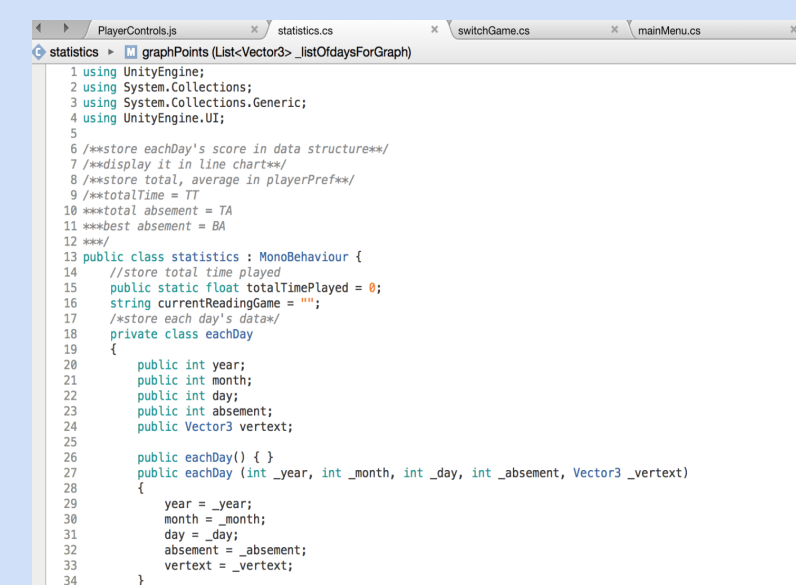 PlayerControls.js × statistics.cs × switchGame.cs × mainMenu.cs ×
C statistics ▸ M graphPoints (List<Vector3> _listOfdaysForGraph)
1 using UnityEngine;
2 using System.Collections;
3 using System.Collections.Generic;
4 using UnityEngine.UI;
5
6 /**store eachDay's score in data structure**/
7 /**display it in line chart**/
8 /**store total, average in playerPref**/
9 /**totalTime = TT
10 ***total absement = TA
11 ***best absement = BA
12 ***/
13 public class statistics : MonoBehaviour {
14     //store total time played
15     public static float totalTimePlayed = 0;
16     string currentReadingGame = "";
17     /*store each day's data*/
18     private class eachDay
19     {
20         public int year;
21         public int month;
22         public int day;
23         public int absement;
24         public Vector3 vertext;
25
26         public eachDay() { }
27         public eachDay (int _year, int _month, int _day, int _absement, Vector3 _vertext)
28         {
29             year = _year;
30             month = _month;
31             day = _day;
32             absement = _absement;
33             vertext = _vertext;
34         }